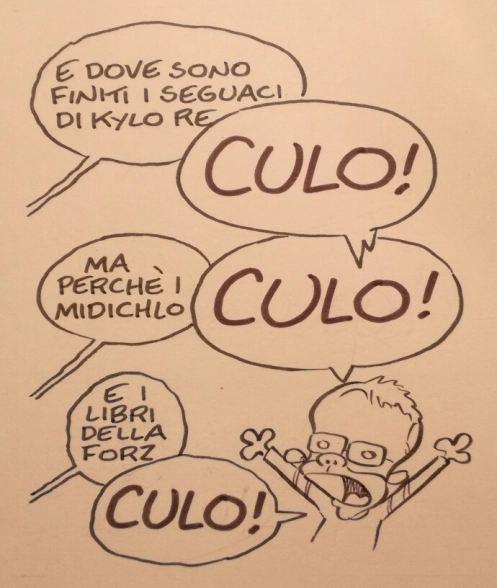 E DOVE SONO
FINITI I SEGUACI
DI KYLO RE
CULO!
MA
PERCHÈ I
MIDICHLO
CULO!
E I
LIBRI
DELLA
FORZ
CULO!